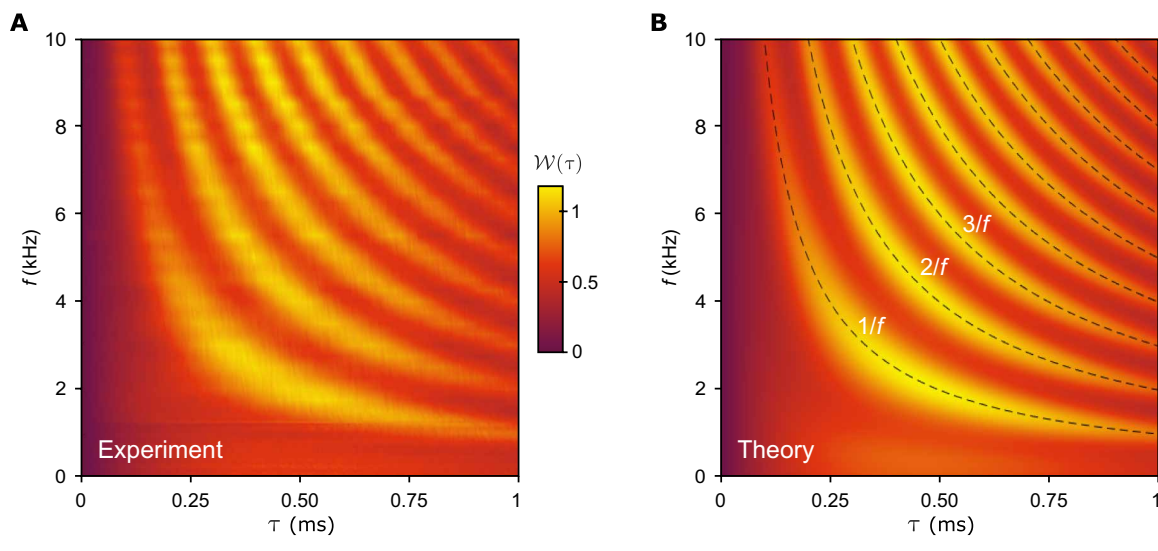 A
10
8
6
4
2
0
f (kHz)
Experiment
0
0.25
0.50
0.75
1
τ (ms)
𝒲(τ)
1
0.5
0
B
10
8
6
4
2
0
f (kHz)
3/f
2/f
1/f
Theory
0
0.25
0.50
0.75
1
τ (ms)